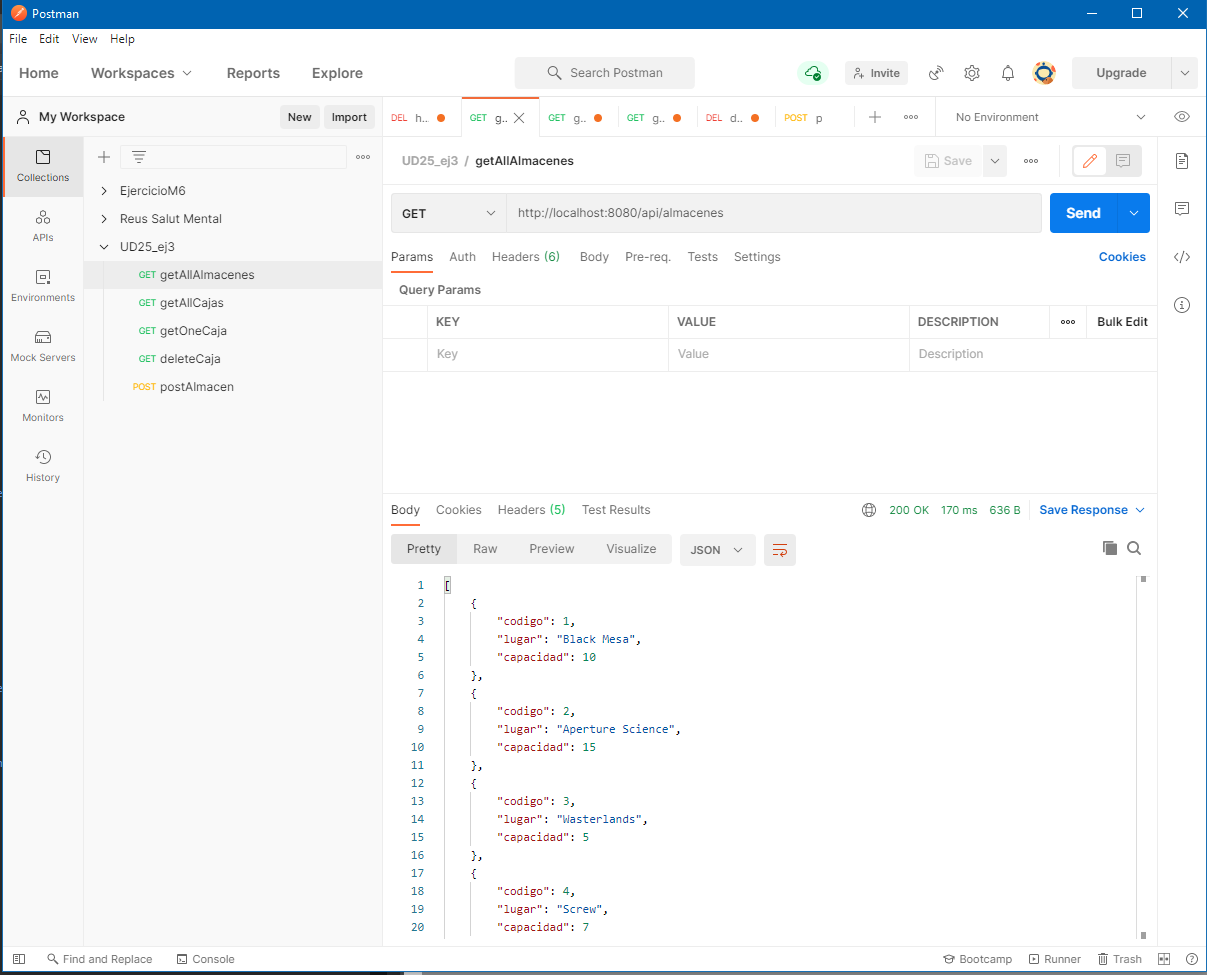 Postman
File Edit View Help
Home Workspaces Reports Explore Search Postman Invite Upgrade
My Workspace New Import
DEL h.. GET g.. GET g.. GET g.. DEL d.. POST p No Environment
Collections
APIs
Environments
Mock Servers
Monitors
History
EjercicioM6
Reus Salut Mental
UD25_ej3
GET getAllAlmacenes
GET getAllCajas
GET getOneCaja
GET deleteCaja
POST postAlmacen
UD25_ej3 / getAllAlmacenes Save
GET http://localhost:8080/api/almacenes Send
Params Auth Headers (6) Body Pre-req. Tests Settings Cookies
Query Params
KEY VALUE DESCRIPTION Bulk Edit
Key Value Description
Body Cookies Headers (5) Test Results 200 OK 170 ms 636 B Save Response
Pretty Raw Preview Visualize JSON
1 [
2 {
3 "codigo": 1,
4 "lugar": "Black Mesa",
5 "capacidad": 10
6 },
7 {
8 "codigo": 2,
9 "lugar": "Aperture Science",
10 "capacidad": 15
11 },
12 {
13 "codigo": 3,
14 "lugar": "Wasterlands",
15 "capacidad": 5
16 },
17 {
18 "codigo": 4,
19 "lugar": "Screw",
20 "capacidad": 7
Find and Replace Console Bootcamp Runner Trash